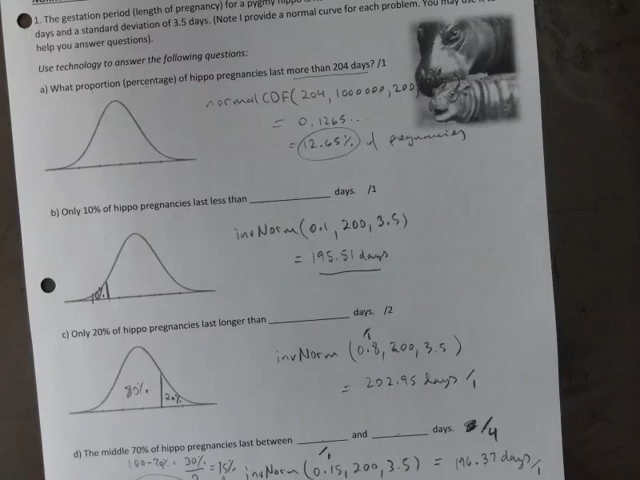 1. The gestation period (length of pregnancy) for a pygmy hippo
days and a standard deviation of 3.5 days. (Note I provide a normal curve for each problem. You may use it to
help you answer questions).
Use technology to answer the following questions:
a) What proportion (percentage) of hippo pregnancies last more than 204 days? /1
normalCDF(204, 1000000, 200
= 0.1265...
= 12.65% of pregnancies
b) Only 10% of hippo pregnancies last less than ____________ days. /1
invNorm(0.1, 200, 3.5)
10%
= 195.51 days
c) Only 20% of hippo pregnancies last longer than ____________ days. /2
invNorm (0.8, 200, 3.5)
80% 20%
= 202.95 days /1
d) The middle 70% of hippo pregnancies last between ________ and ________ days. /4
100-70% = 30%/2 = 15% invNorm (0.15, 200, 3.5) = 196.37 days /1